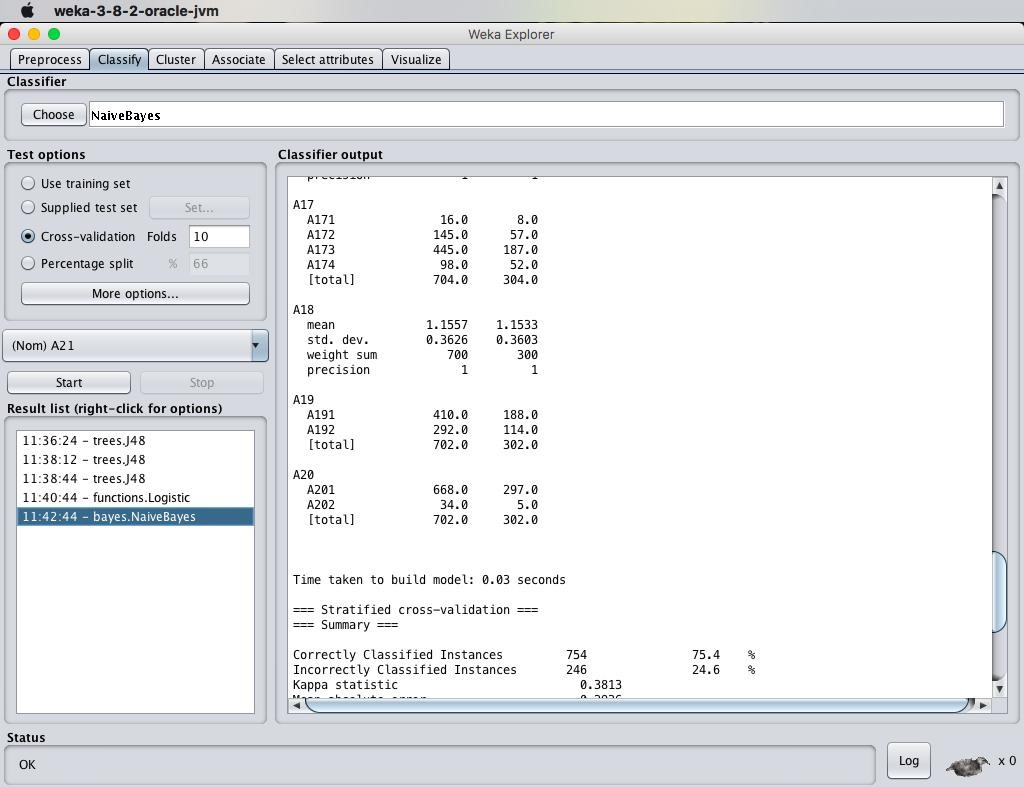 weka-3-8-2-oracle-jvm
Weka Explorer
Preprocess Classify Cluster Associate Select attributes Visualize
Classifier
Choose NaiveBayes
Test options
Use training set
Supplied test set Set...
Cross-validation Folds 10
Percentage split % 66
More options...
(Nom) A21
Start Stop
Result list (right-click for options)
11:36:24 - trees.J48
11:38:12 - trees.J48
11:38:44 - trees.J48
11:40:44 - functions.Logistic
11:42:44 - bayes.NaiveBayes
Classifier output
precision 1 1
A17
A171 16.0 8.0
A172 145.0 57.0
A173 445.0 187.0
A174 98.0 52.0
[total] 704.0 304.0
A18
mean 1.1557 1.1533
std. dev. 0.3626 0.3603
weight sum 700 300
precision 1 1
A19
A191 410.0 188.0
A192 292.0 114.0
[total] 702.0 302.0
A20
A201 668.0 297.0
A202 34.0 5.0
[total] 702.0 302.0
Time taken to build model: 0.03 seconds
=== Stratified cross-validation ===
=== Summary ===
Correctly Classified Instances 754 75.4 %
Incorrectly Classified Instances 246 24.6 %
Kappa statistic 0.3813
Mean absolute error
Status
OK
Log x 0